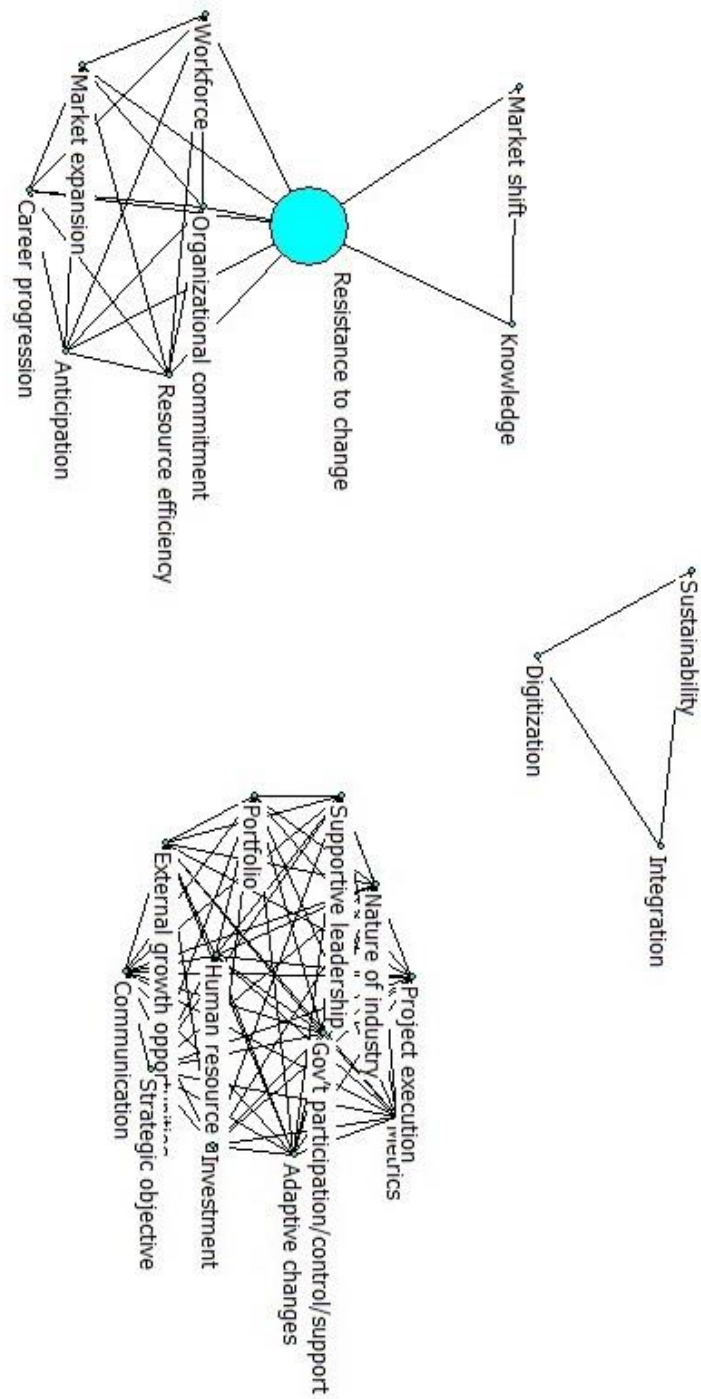 Market shift
Knowledge
Resistance to change
Workforce
Organizational commitment
Resource efficiency
Market expansion
Anticipation
Career progression
Sustainability
Integration
Digitization
Project execution
Metrics
Nature of industry
Supportive leadership
Gov't participation/control/support
Adaptive changes
Portfolio
Human resource
Investment
External growth opportunities
Strategic objective
Communication